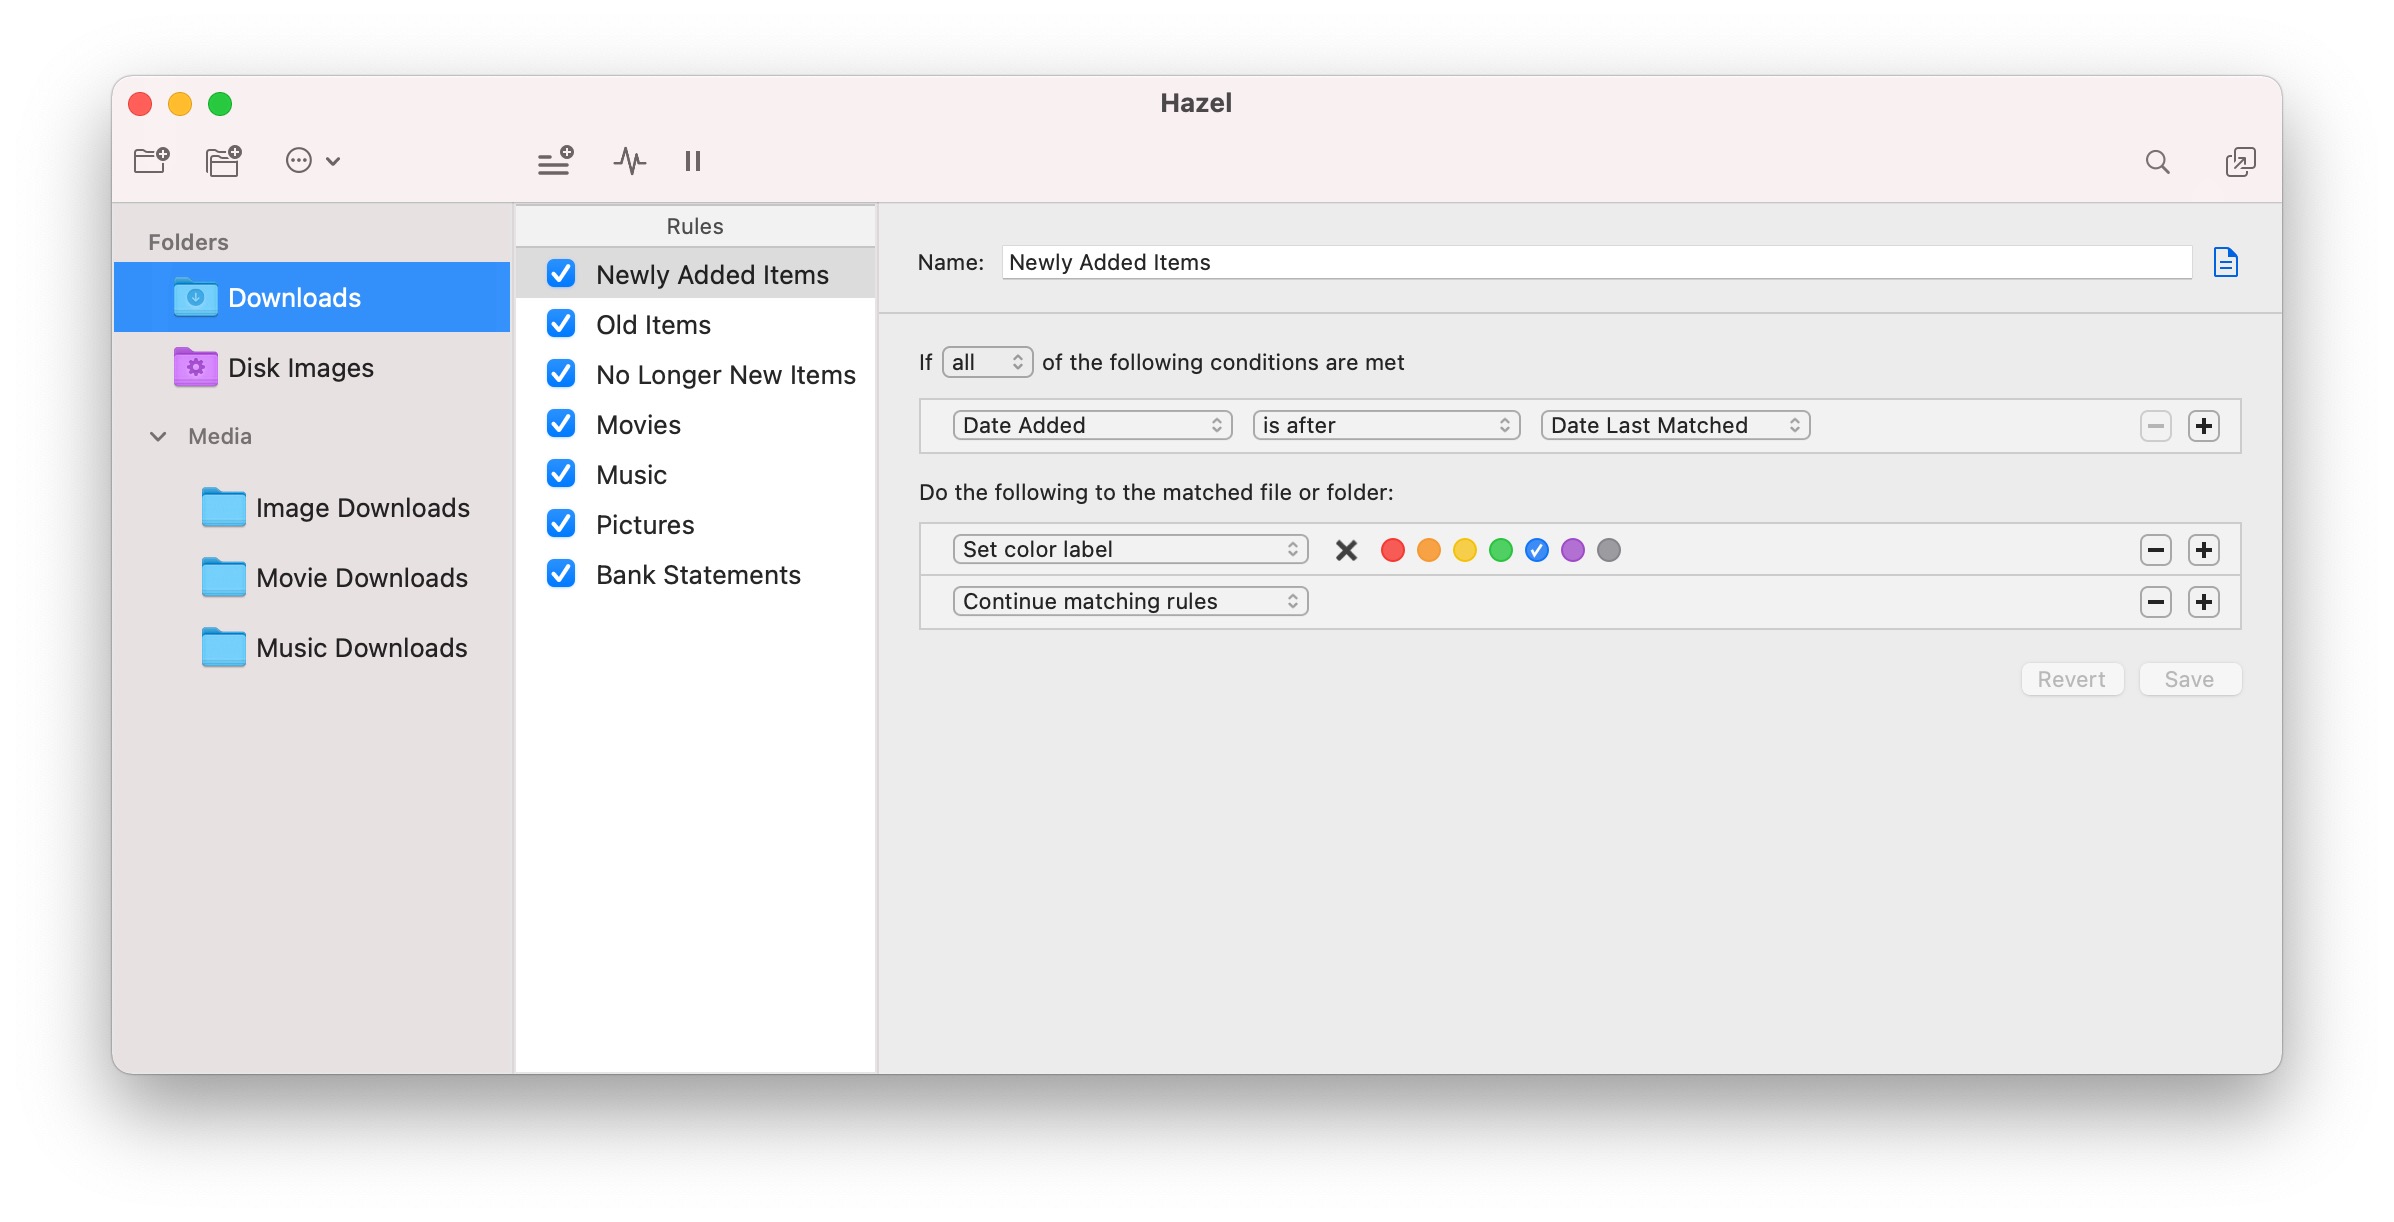 Hazel
Folders
Downloads
Disk Images
Media
Image Downloads
Movie Downloads
Music Downloads
Rules
Newly Added Items
Old Items
No Longer New Items
Movies
Music
Pictures
Bank Statements
Name: Newly Added Items
If all of the following conditions are met
Date Added is after Date Last Matched
Do the following to the matched file or folder:
Set color label
Continue matching rules
Revert Save